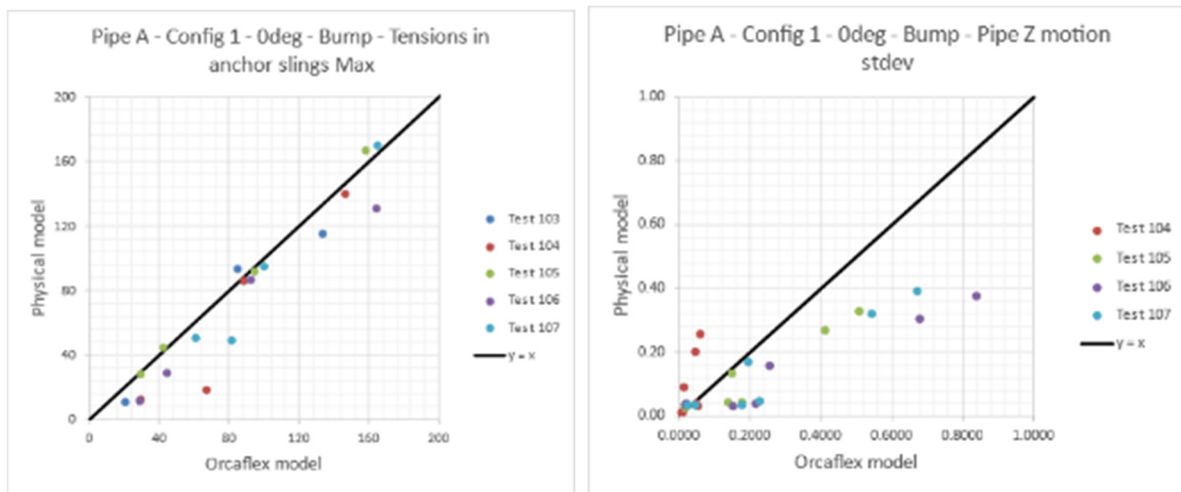 Pipe A - Config 1 - 0deg - Bump - Tensions in
anchor slings Max
200
160
120
80
40
0
0
40
80
120
160
200
Physical model
Orcaflex model
Test 103
Test 104
Test 105
Test 106
Test 107
y = x
Pipe A - Config 1 - 0deg - Bump - Pipe Z motion
stdev
1.00
0.80
0.60
0.40
0.20
0.00
0.0000
0.2000
0.4000
0.6000
0.8000
1.0000
Physical model
Orcaflex model
Test 104
Test 105
Test 106
Test 107
y = x